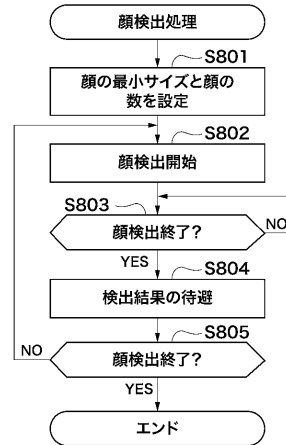 顔検出処理
S801
顔の最小サイズと顔の
数を設定
S802
顔検出開始
S803
顔検出終了?
NO
YES
S804
検出結果の待避
S805
NO
顔検出終了?
YES
エンド